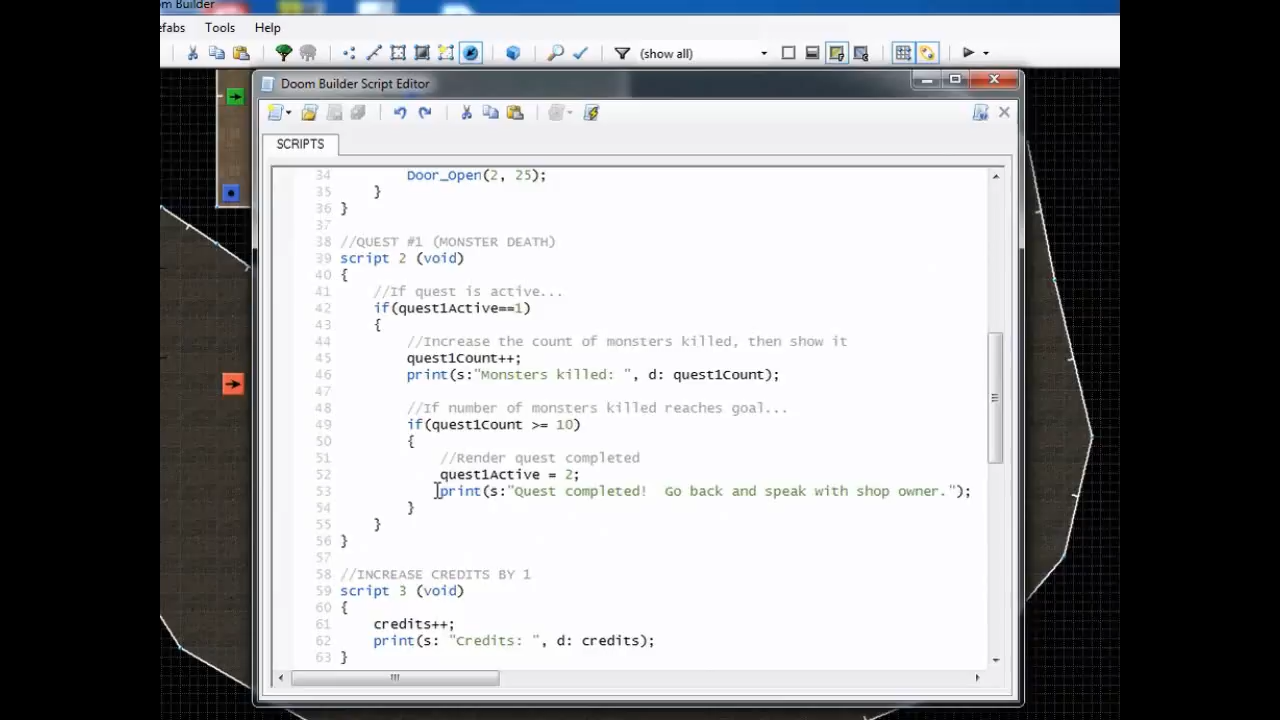 om Builder
efabs Tools Help
(show all)
Doom Builder Script Editor
SCRIPTS
34 Door_Open(2, 25);
35 }
36 }
37
38 //QUEST #1 (MONSTER DEATH)
39 script 2 (void)
40 {
41 //If quest is active...
42 if(quest1Active==1)
43 {
44 //Increase the count of monsters killed, then show it
45 quest1Count++;
46 print(s:"Monsters killed: ", d: quest1Count);
47
48 //If number of monsters killed reaches goal...
49 if(quest1Count >= 10)
50 {
51 //Render quest completed
52 quest1Active = 2;
53 print(s:"Quest completed!  Go back and speak with shop owner.");
54 }
55 }
56 }
57
58 //INCREASE CREDITS BY 1
59 script 3 (void)
60 {
61 credits++;
62 print(s: "Credits: ", d: credits);
63 }